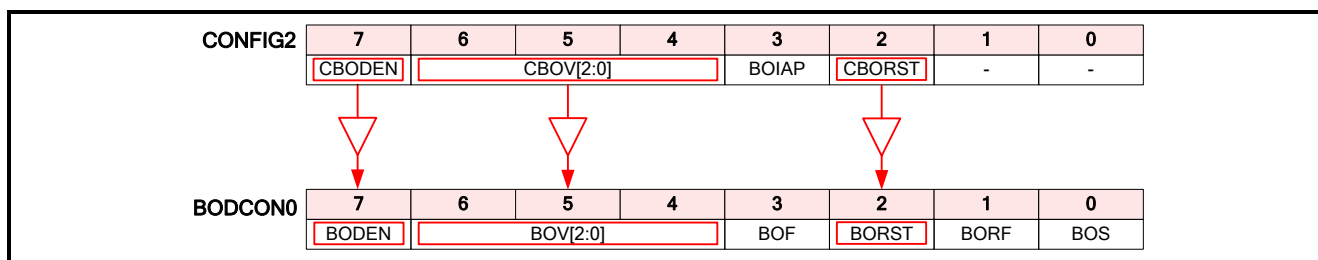 CONFIG2 7 6 5 4 3 2 1 0
CBODEN CBOV[2:0] BOIAP CBORST - -
BODCON0 7 6 5 4 3 2 1 0
BODEN BOV[2:0] BOF BORST BORF BOS